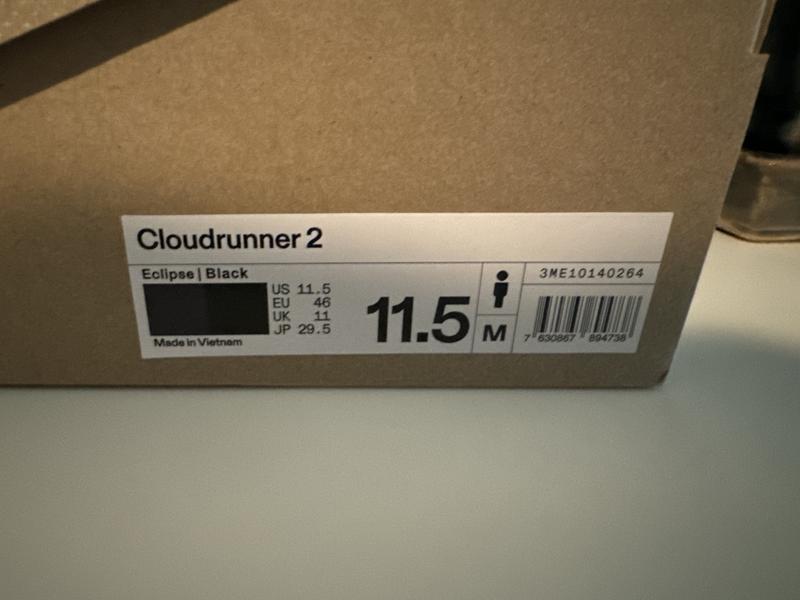 Cloudrunner 2
Eclipse | Black
US 11.5
EU 46
UK 11
JP 29.5
Made in Vietnam
11.5
M
3ME10140264
7 630867 894738